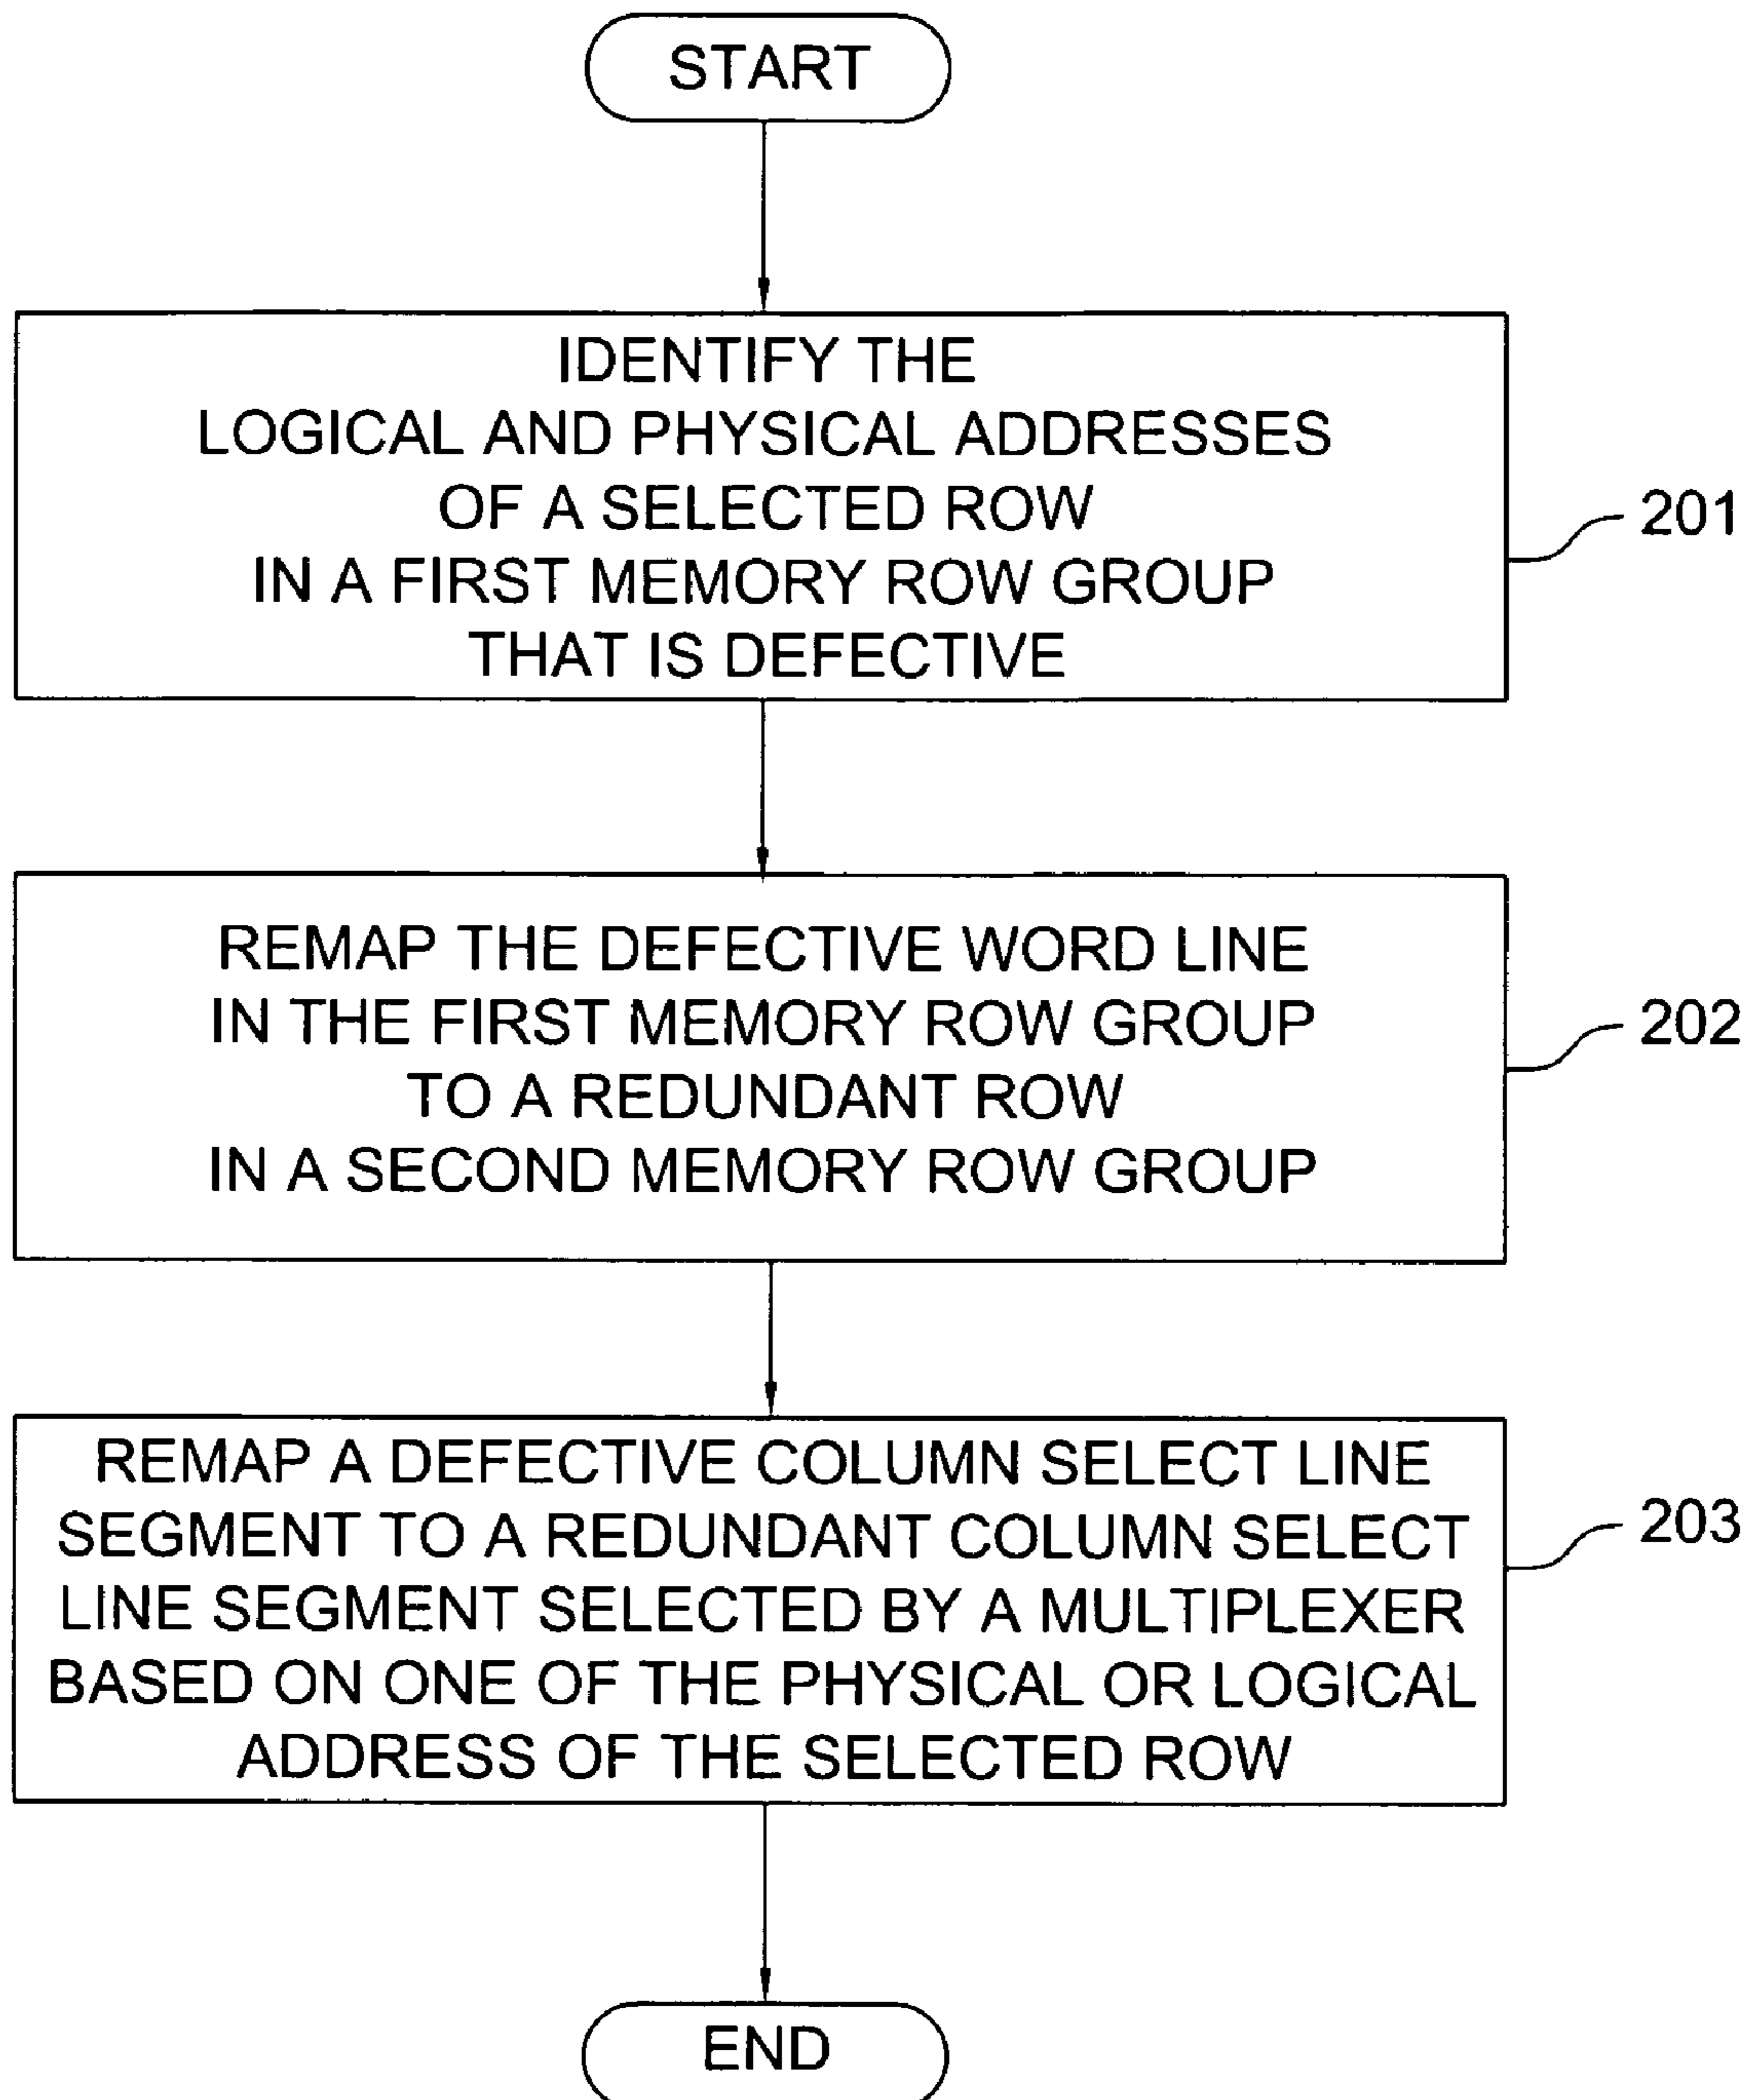 START
IDENTIFY THE
LOGICAL AND PHYSICAL ADDRESSES
OF A SELECTED ROW
IN A FIRST MEMORY ROW GROUP
THAT IS DEFECTIVE
201
REMAP THE DEFECTIVE WORD LINE
IN THE FIRST MEMORY ROW GROUP
TO A REDUNDANT ROW
IN A SECOND MEMORY ROW GROUP
202
REMAP A DEFECTIVE COLUMN SELECT LINE
SEGMENT TO A REDUNDANT COLUMN SELECT
LINE SEGMENT SELECTED BY A MULTIPLEXER
BASED ON ONE OF THE PHYSICAL OR LOGICAL
ADDRESS OF THE SELECTED ROW
203
END